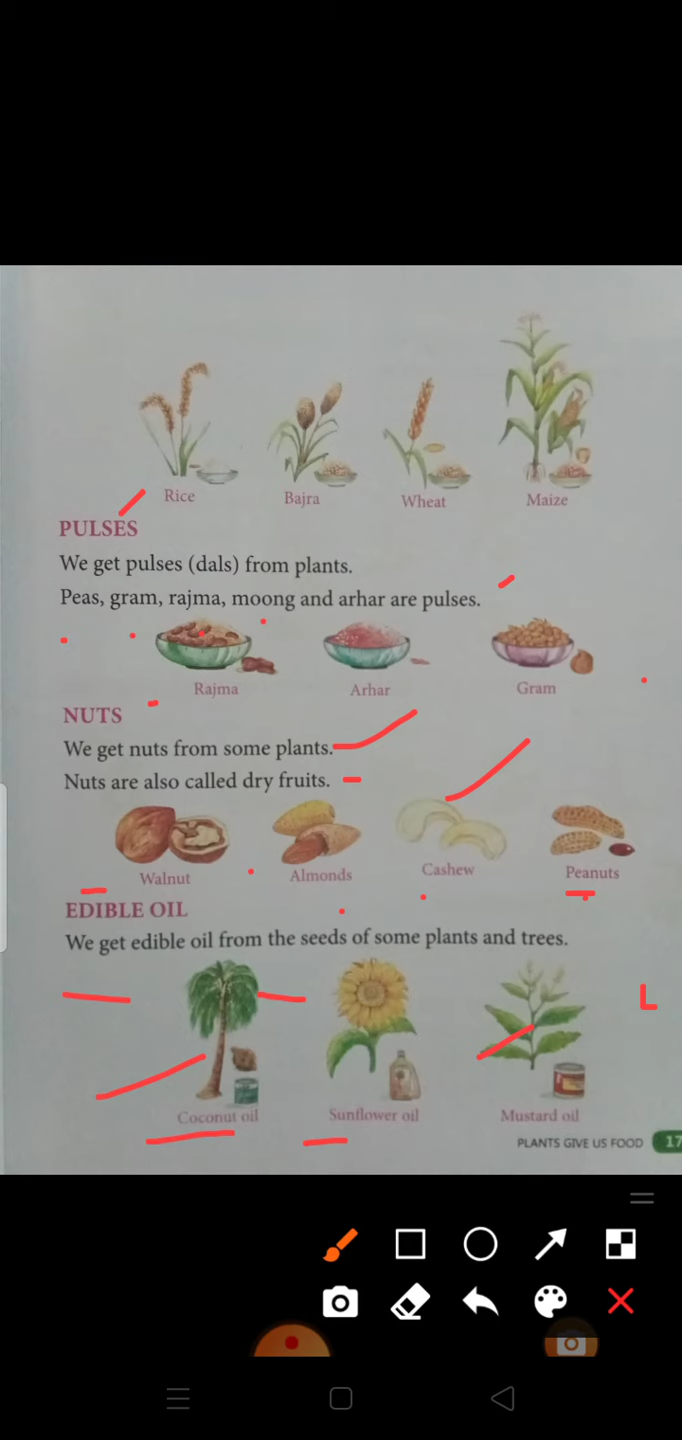 Rice Bajra Wheat Maize
PULSES
We get pulses (dals) from plants.
Peas, gram, rajma, moong and arhar are pulses.
Rajma Arhar Gram
NUTS
We get nuts from some plants.
Nuts are also called dry fruits.
Walnut Almonds Cashew Peanuts
EDIBLE OIL
We get edible oil from the seeds of some plants and trees.
L
Coconut oil Sunflower oil Mustard oil
PLANTS GIVE US FOOD 17